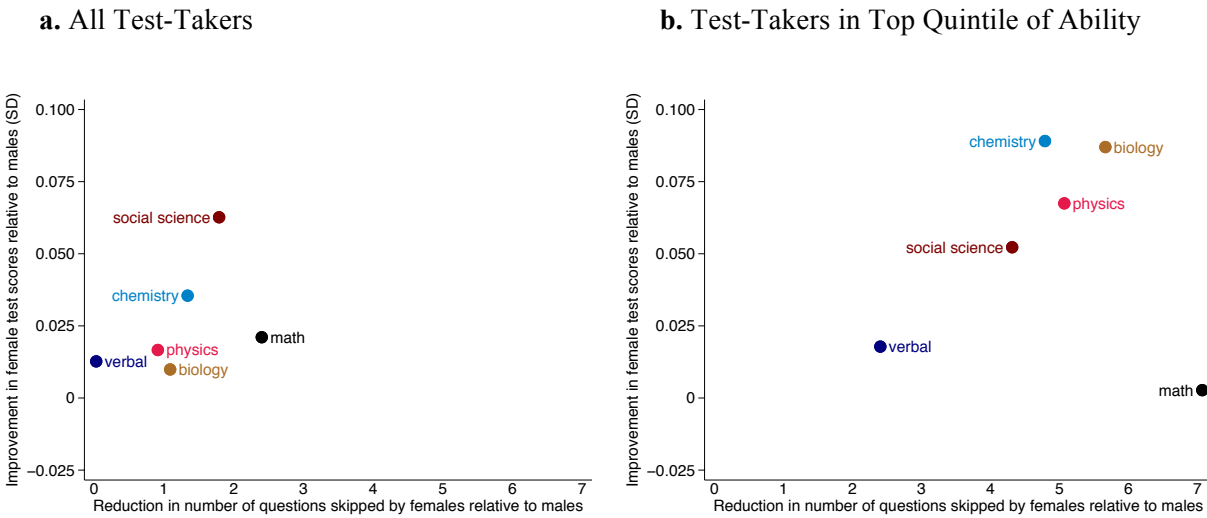 a. All Test-Takers
Improvement in female test scores relative to males (SD)
0.100
0.075
0.050
0.025
0
−0.025
social science
chemistry
math
physics
verbal
biology
0 1 2 3 4 5 6 7
Reduction in number of questions skipped by females relative to males
b. Test-Takers in Top Quintile of Ability
Improvement in female test scores relative to males (SD)
0.100
0.075
0.050
0.025
0
−0.025
chemistry
biology
physics
social science
verbal
math
0 1 2 3 4 5 6 7
Reduction in number of questions skipped by females relative to males